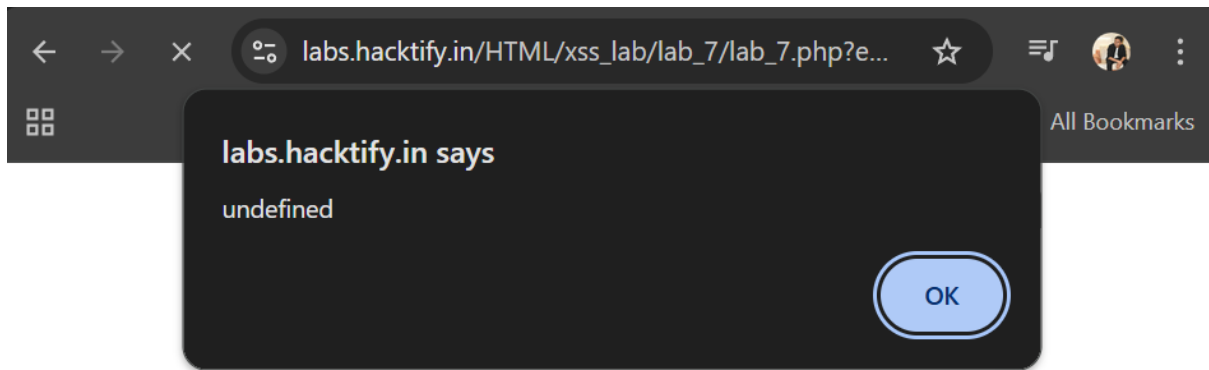 labs.hacktify.in/HTML/xss_lab/lab_7/lab_7.php?e...
All Bookmarks
labs.hacktify.in says
undefined
OK